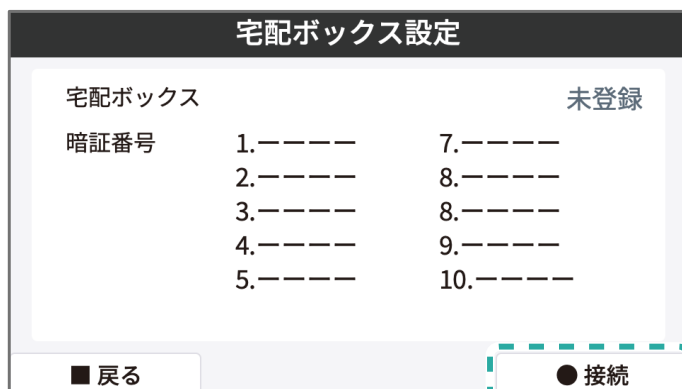 宅配ボックス設定
宅配ボックス 未登録
暗証番号 1.ーーーー 7.ーーーー
2.ーーーー 8.ーーーー
3.ーーーー 8.ーーーー
4.ーーーー 9.ーーーー
5.ーーーー 10.ーーーー
■ 戻る ● 接続